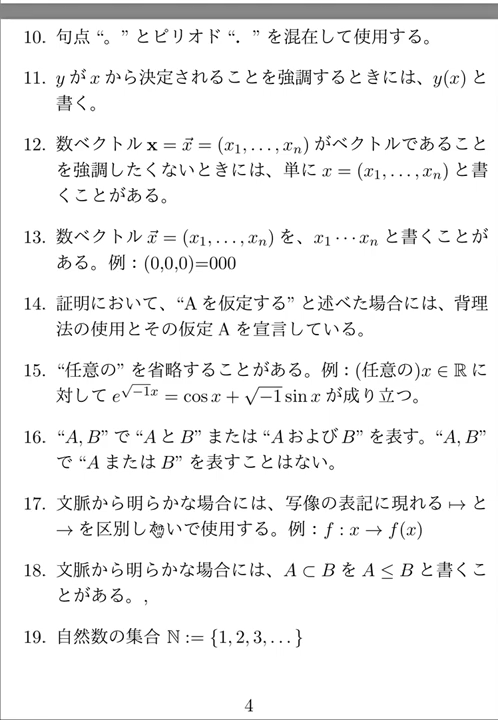 10. 句点 “。” とピリオド “．” を混在して使用する。
11. y が x から決定されることを強調するときには、y(x) と
書く。
12. 数ベクトル x = x⃗ = (x₁, . . . , xₙ) がベクトルであること
を強調したくないときには、単に x = (x₁, . . . , xₙ) と書
くことがある。
13. 数ベクトル x⃗ = (x₁, . . . , xₙ) を、x₁ · · · xₙ と書くことが
ある。例：(0,0,0)=000
14. 証明において、“A を仮定する” と述べた場合には、背理
法の使用とその仮定 A を宣言している。
15. “任意の” を省略することがある。例：(任意の)x ∈ ℝ に
対して e^{√−1x} = cos x + √−1 sin x が成り立つ。
16. “A, B” で “A と B” または “A および B” を表す。“A, B”
で “A または B” を表すことはない。
17. 文脈から明らかな場合には、写像の表記に現れる ↦ と
→ を区別しないで使用する。例：f : x → f(x)
18. 文脈から明らかな場合には、A ⊂ B を A ≤ B と書くこ
とがある。,
19. 自然数の集合 ℕ := {1, 2, 3, . . . }
4